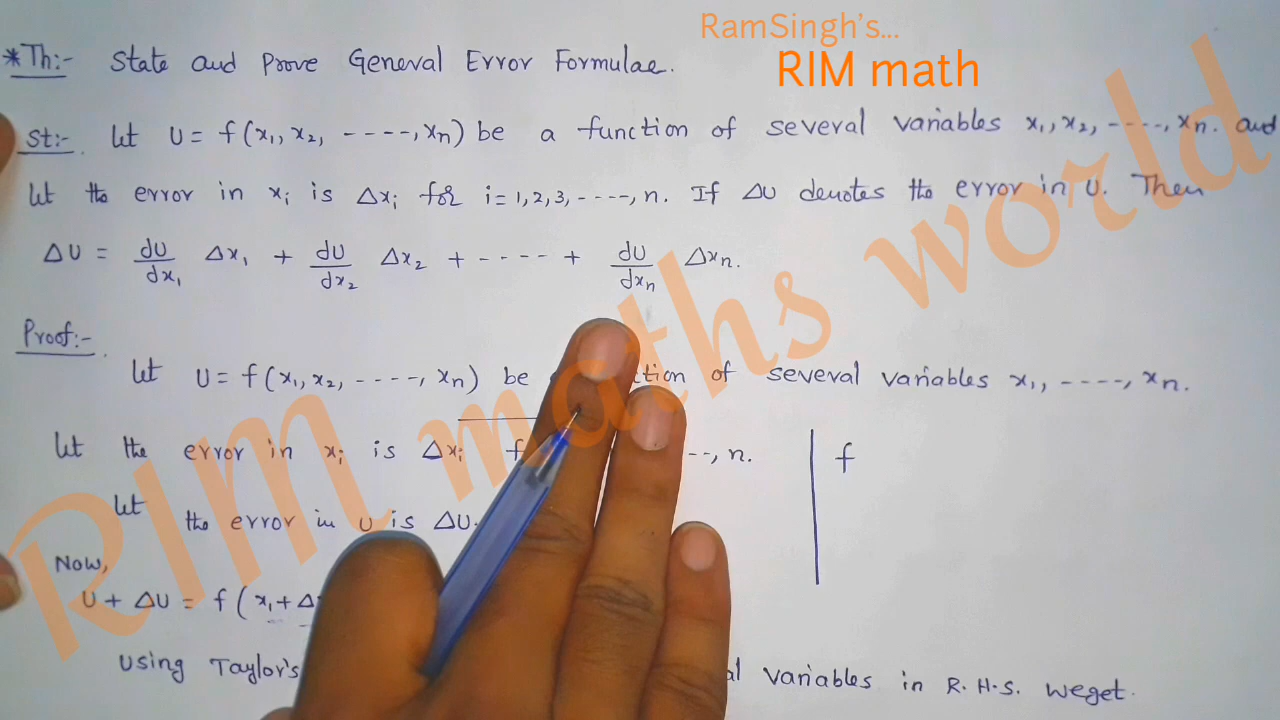 RamSingh's...
RIM math
*Th:- State and Prove General Error Formulae.
St:- Let U = f(x₁, x₂, ----, xₙ) be a function of several variables x₁, x₂, ----, xₙ. and
let the error in xᵢ is Δxᵢ for i = 1, 2, 3, ----, n. If ΔU denotes the error in U. Then
ΔU = dU/dx₁ Δx₁ + dU/dx₂ Δx₂ + ---- + dU/dxₙ Δxₙ.
Proof:-
Let U = f(x₁, x₂, ----, xₙ) be of several variables x₁, ----, xₙ.
Let the error in xᵢ is Δxᵢ --, n. | f
Let the error in U is ΔU.
Now,
U + ΔU = f(x₁ + Δ
Using Taylor's variables in R.H.S. weget.
RIM maths world